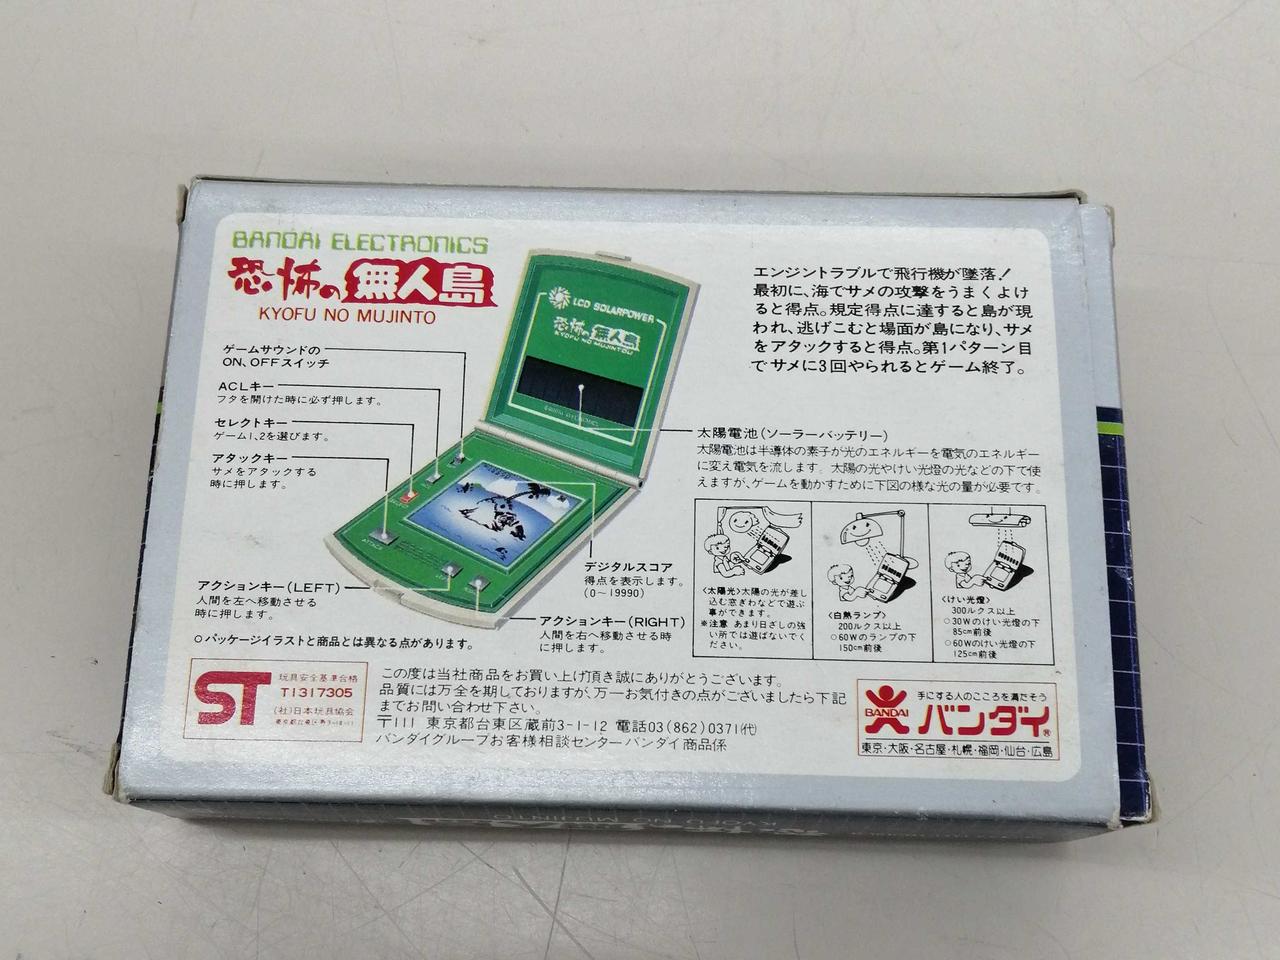 BANDAI ELECTRONICS
恐怖の無人島
KYOFU NO MUJINTO
ゲームサウンドの
ON、OFFスイッチ
ACLキー
フタを開けた時に必ず押します。
セレクトキー
ゲーム1、2を選びます。
アタックキー
サメをアタックする
時に押します。
アクションキー(LEFT)
人間を左へ移動させる
時に押します。
○パッケージイラストと商品とは異なる点があります。
LCD SOLARPOWER
恐怖の無人島
KYOFU NO MUJINTOU
BANDAI ELECTRONICS
ATTACK
デジタルスコア
得点を表示します。
(0〜19990)
アクションキー(RIGHT)
人間を右へ移動させる時
に押します。
エンジントラブルで飛行機が墜落!
最初に、海でサメの攻撃をうまくよけ
ると得点。規定得点に達すると島が現
われ、逃げこむと場面が島になり、サメ
をアタックすると得点。第1パターン目
でサメに3回やられるとゲーム終了。
太陽電池(ソーラーバッテリー)
太陽電池は半導体の素子が光のエネルギーを電気のエネルギー
に変え電気を流します。太陽の光やけい光燈の光などの下で使
えますが、ゲームを動かすために下図の様な光の量が必要です。
<太陽光>太陽の光が差し
込む窓ぎわなどで遊ぶ
事ができます。
※注意 あまり日ざしの強
い所では遊ばないでく
ださい。
<白熱ランプ>
200ルクス以上
○60Wのランプの下
150cm前後
<けい光燈>
300ルクス以上
○30Wのけい光燈の下
85cm前後
○60Wのけい光燈の下
125cm前後
ST
玩具安全基準合格
T1317305
(社)日本玩具協会
この度は当社商品をお買い上げ頂き誠にありがとうございます。
品質には万全を期しておりますが、万一お気付きの点がございましたら下記
までお問い合わせ下さい。
〒111 東京都台東区蔵前3-1-12 電話03(862)0371(代)
バンダイグループお客様相談センターバンダイ商品係
BANDAI
手にする人のこころを満たそう
バンダイ®
東京・大阪・名古屋・札幌・福岡・仙台・広島
KYOFU NO MUJINTO